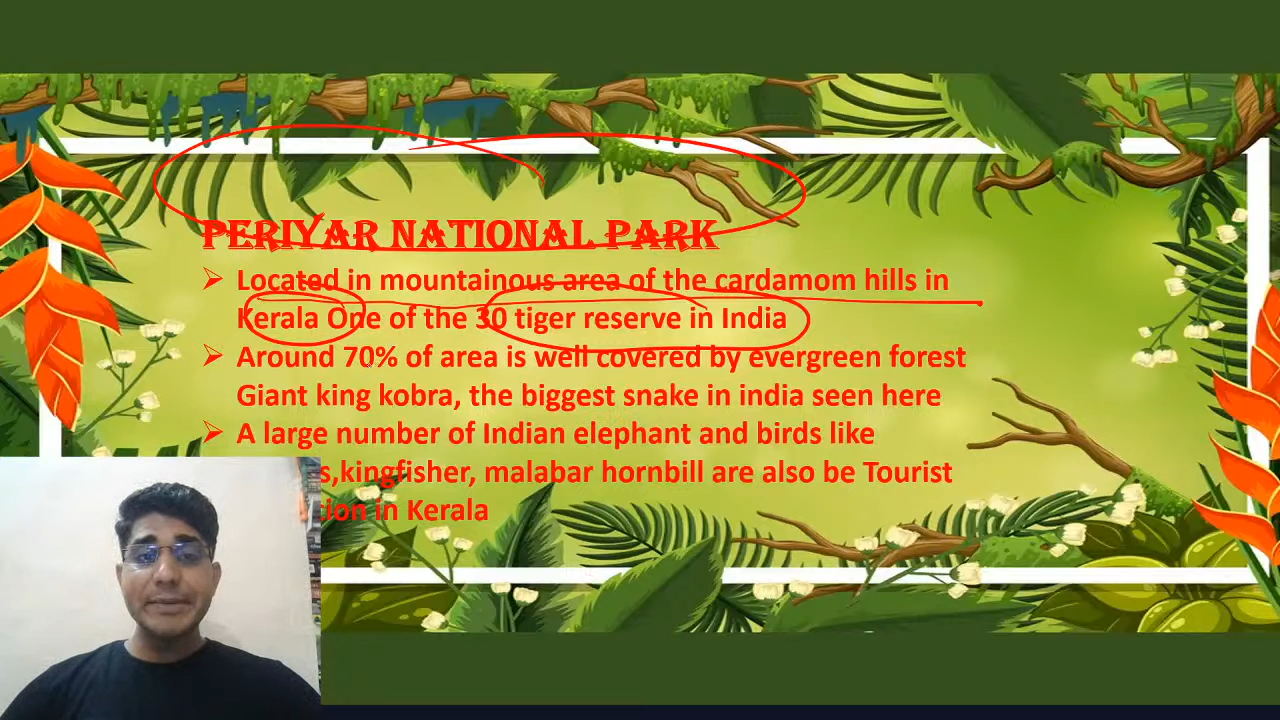 PERIYAR NATIONAL PARK
Located in mountainous area of the cardamom hills in
Kerala One of the 30 tiger reserve in India
Around 70% of area is well covered by evergreen forest
Giant king kobra, the biggest snake in india seen here
A large number of Indian elephant and birds like
kingfisher, malabar hornbill are also be Tourist
in Kerala